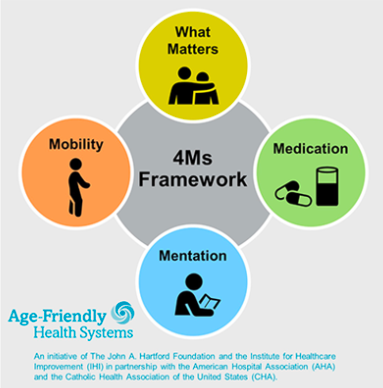 What
Matters
Mobility
4Ms
Framework
Medication
Mentation
Age-Friendly
Health Systems
An initiative of The John A. Hartford Foundation and the Institute for Healthcare
Improvement (IHI) in partnership with the American Hospital Association (AHA)
and the Catholic Health Association of the United States (CHA).